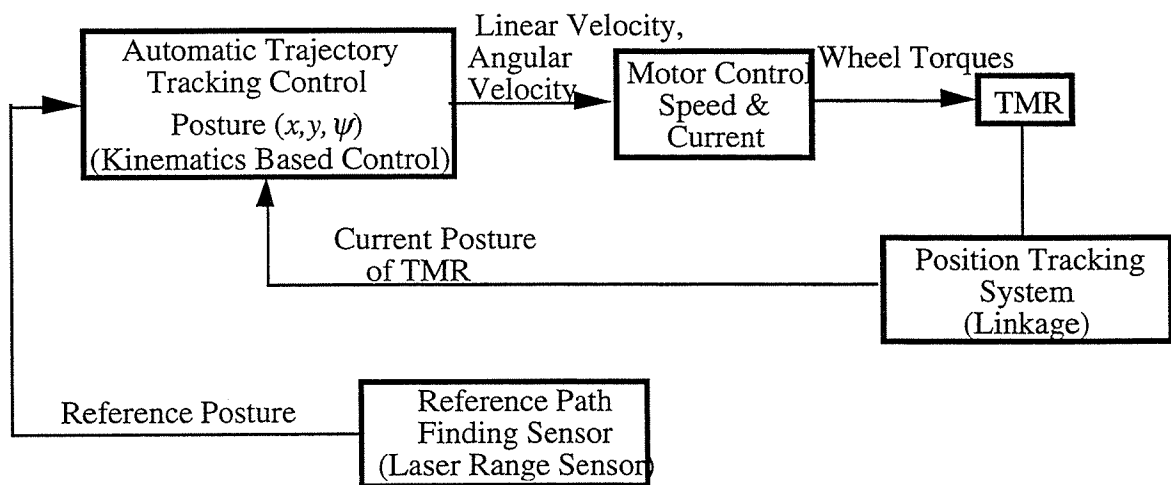 Automatic Trajectory
Tracking Control
Posture (x,y, ψ)
(Kinematics Based Control)
Linear Velocity,
Angular
Velocity
Motor Control
Speed &
Current
Wheel Torques
TMR
Current Posture
of TMR
Position Tracking
System
(Linkage)
Reference Posture
Reference Path
Finding Sensor
(Laser Range Sensor)